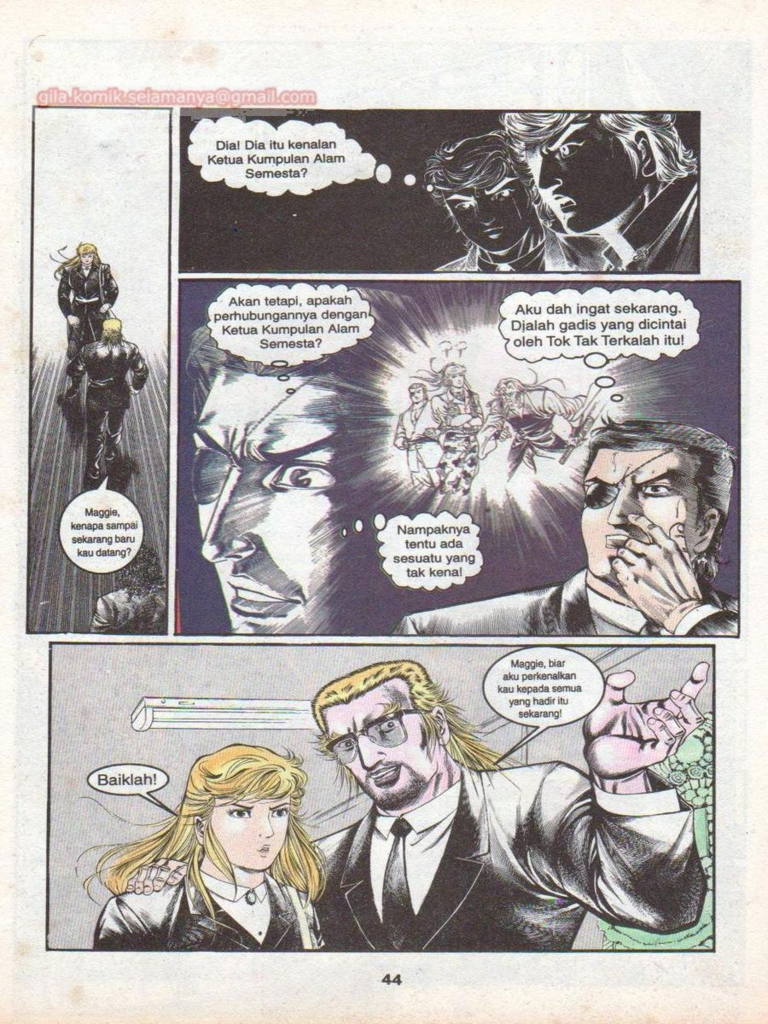 gila.komik.selamanya@gmail.com
Maggie,
kenapa sampai
sekarang baru
kau datang?
Dia! Dia itu kenalan
Ketua Kumpulan Alam
Semesta?
Akan tetapi, apakah
perhubungannya dengan
Ketua Kumpulan Alam
Semesta?
Aku dah ingat sekarang.
Djalah gadis yang dicintai
oleh Tok Tak Terkalah itu!
Nampaknya
tentu ada
sesuatu yang
tak kena!
Maggie, biar
aku perkenalkan
kau kepada semua
yang hadir itu
sekarang!
Baiklah!
44